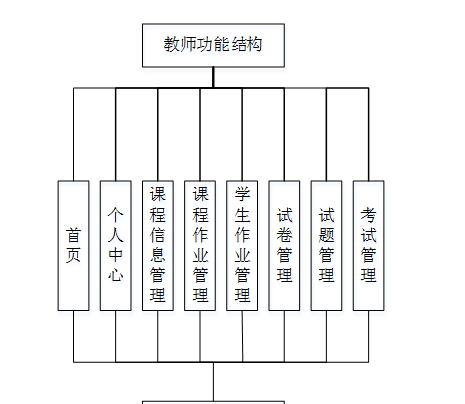 教师功能结构
首页
个人中心
课程信息管理
课程作业管理
学生作业管理
试卷管理
试题管理
考试管理